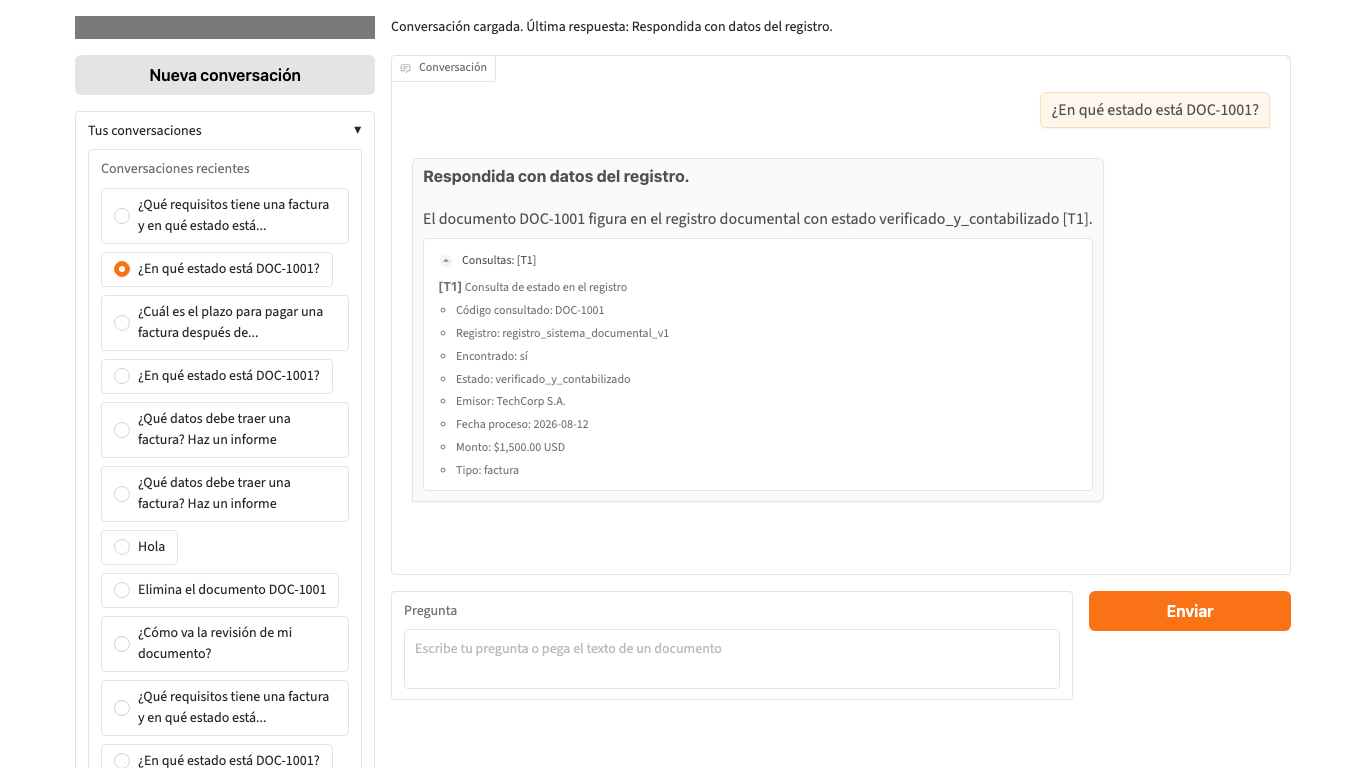 Conversación cargada. Última respuesta: Respondida con datos del registro.
Nueva conversación
Tus conversaciones ▼
Conversaciones recientes
¿Qué requisitos tiene una factura
y en qué estado está...
¿En qué estado está DOC-1001?
¿Cuál es el plazo para pagar una
factura después de...
¿En qué estado está DOC-1001?
¿Qué datos debe traer una
factura? Haz un informe
¿Qué datos debe traer una
factura? Haz un informe
Hola
Elimina el documento DOC-1001
¿Cómo va la revisión de mi
documento?
¿Qué requisitos tiene una factura
y en qué estado está...
¿En qué estado está DOC-1001?
Conversación
¿En qué estado está DOC-1001?
Respondida con datos del registro.
El documento DOC-1001 figura en el registro documental con estado verificado_y_contabilizado [T1].
Consultas: [T1]
[T1] Consulta de estado en el registro
Código consultado: DOC-1001
Registro: registro_sistema_documental_v1
Encontrado: sí
Estado: verificado_y_contabilizado
Emisor: TechCorp S.A.
Fecha proceso: 2026-08-12
Monto: $1,500.00 USD
Tipo: factura
Pregunta
Escribe tu pregunta o pega el texto de un documento
Enviar